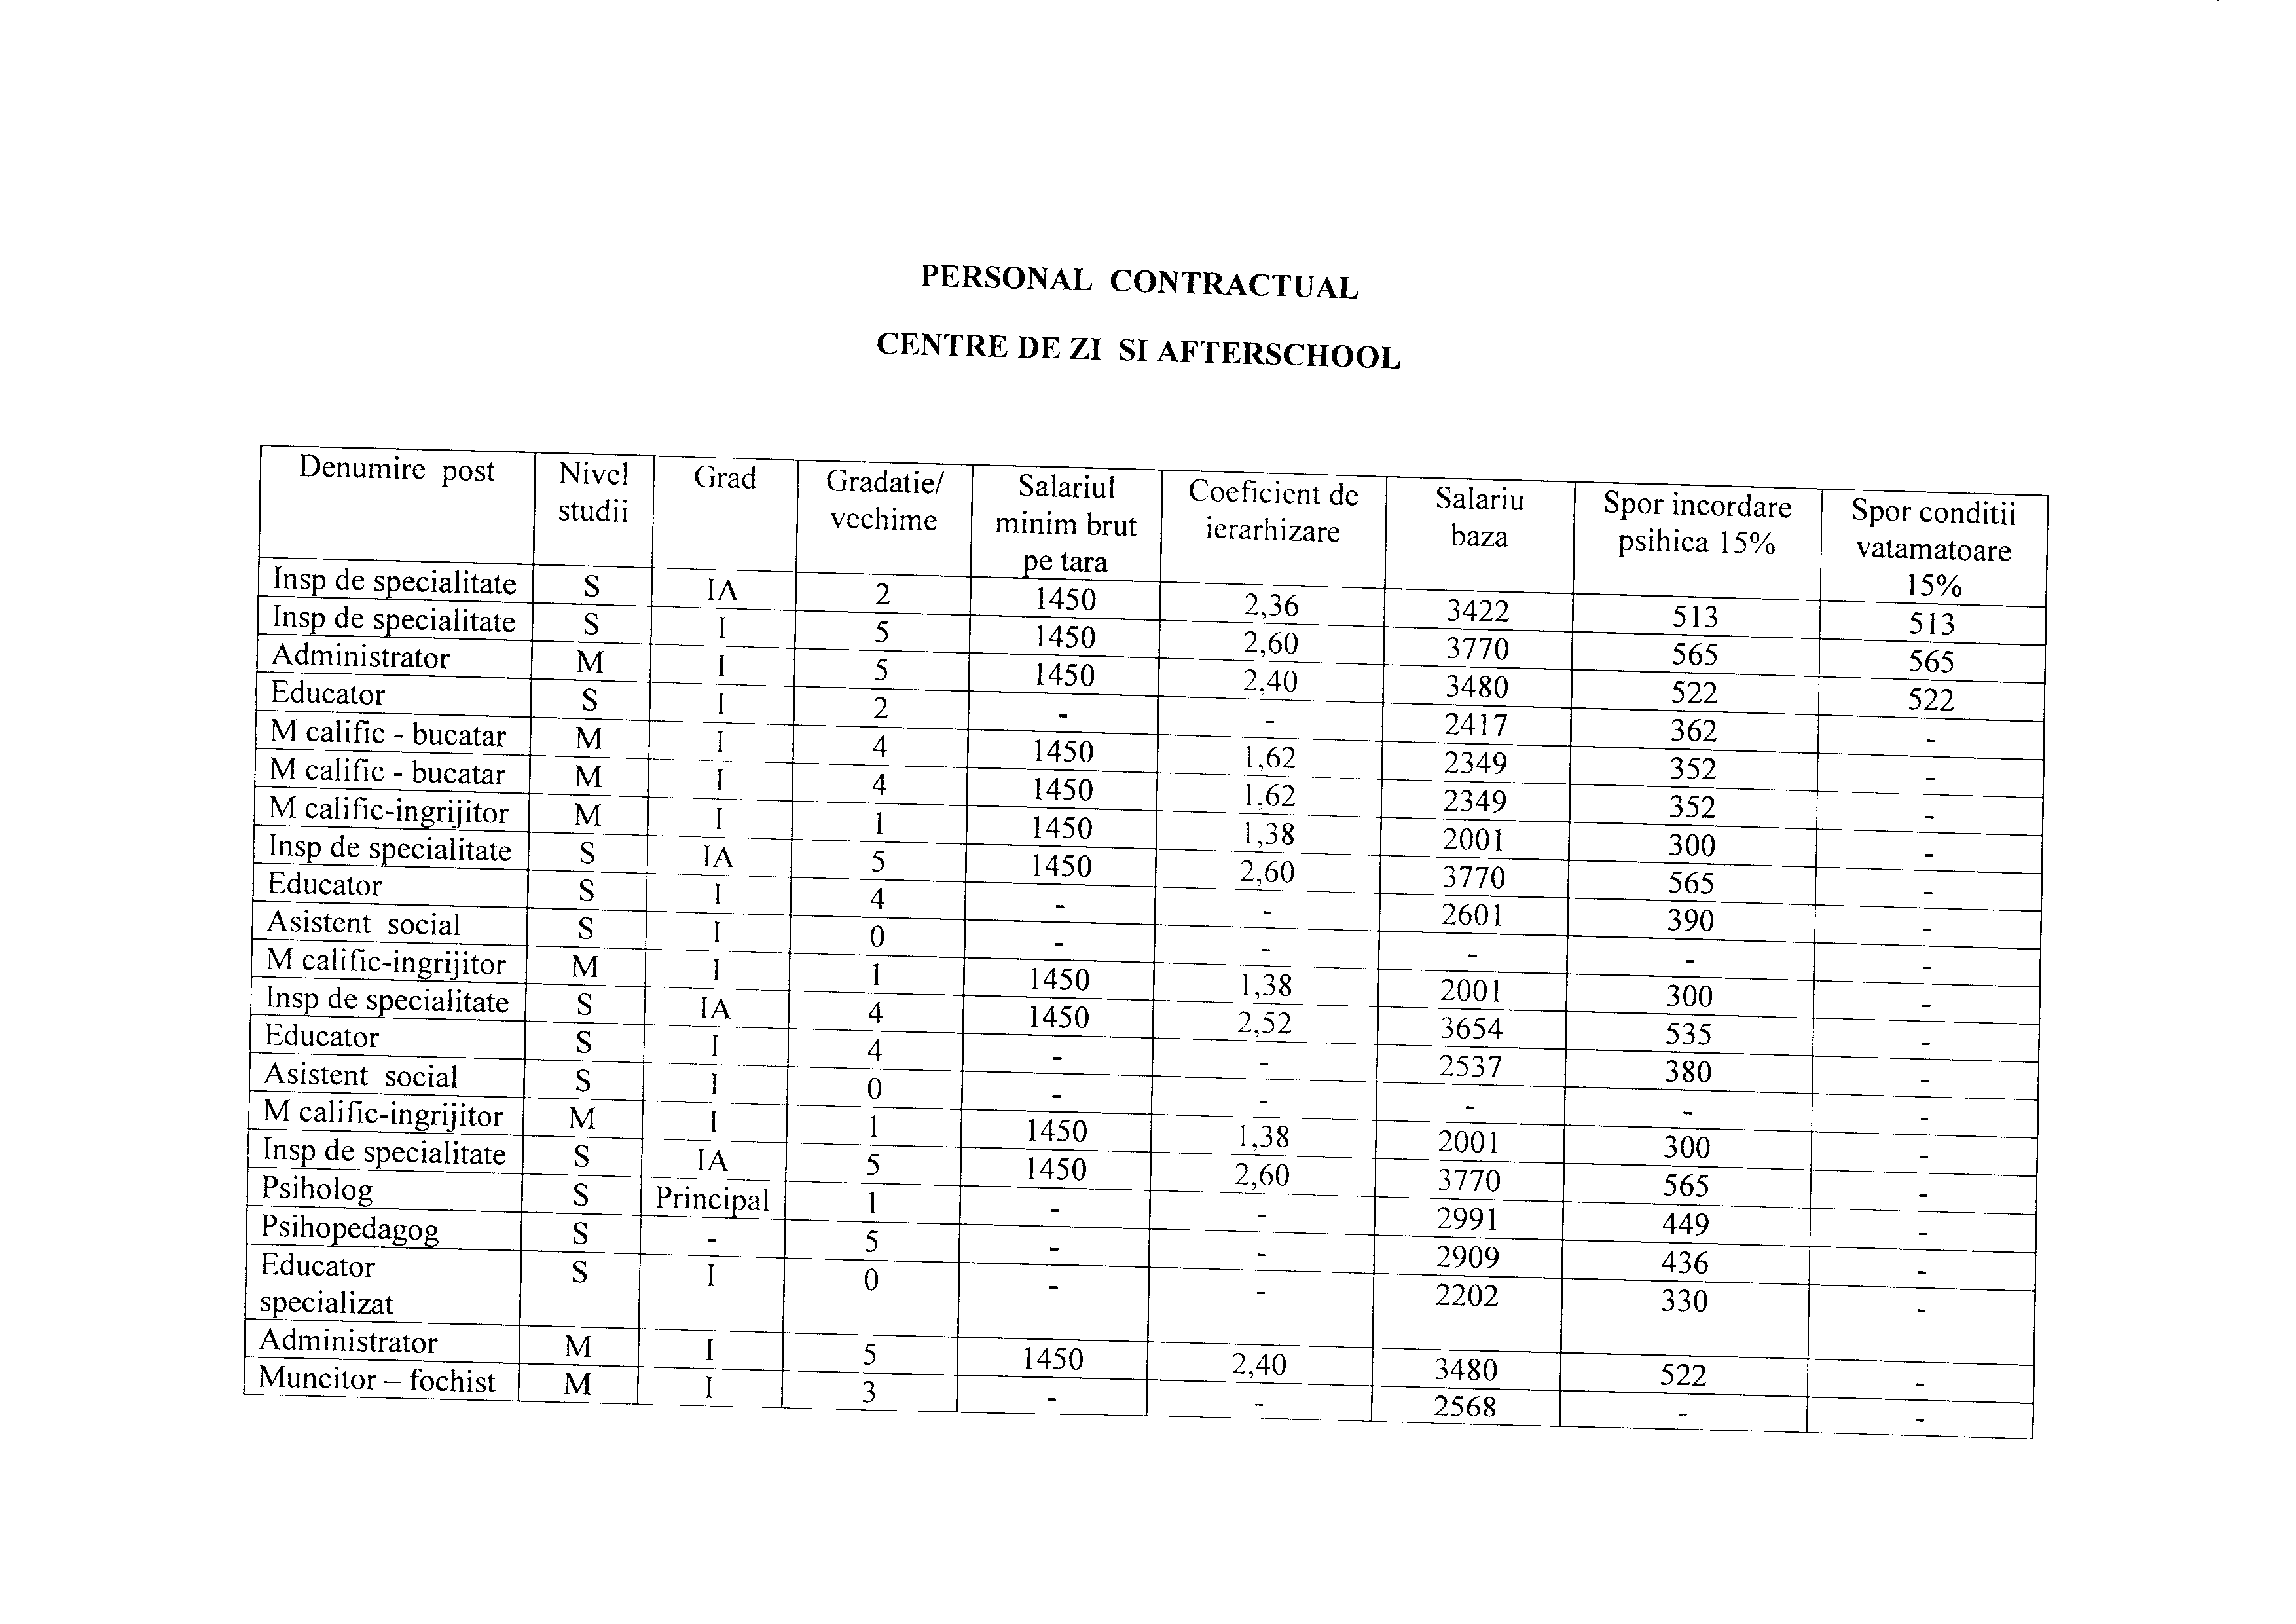 PERSONAL CONTRACTUAL
CENTRE DE ZI SI AFTERSCHOOL
Denumire post Nivel studii Grad Gradatie/ vechime Salariul minim brut pe tara Coeficient de ierarhizare Salariu baza Spor incordare psihica 15% Spor conditii vatamatoare 15%
Insp de specialitate S IA 2 1450 2,36 3422 513 513
Insp de specialitate S I 5 1450 2,60 3770 565 565
Administrator M I 5 1450 2,40 3480 522 522
Educator S I 2 - - 2417 362 -
M calific - bucatar M I 4 1450 1,62 2349 352 -
M calific - bucatar M I 4 1450 1,62 2349 352 -
M calific-ingrijitor M I 1 1450 1,38 2001 300 -
Insp de specialitate S IA 5 1450 2,60 3770 565 -
Educator S I 4 - - 2601 390 -
Asistent social S I 0 - - - - -
M calific-ingrijitor M I 1 1450 1,38 2001 300 -
Insp de specialitate S IA 4 1450 2,52 3654 535 -
Educator S I 4 - - 2537 380 -
Asistent social S I 0 - - - - -
M calific-ingrijitor M I 1 1450 1,38 2001 300 -
Insp de specialitate S IA 5 1450 2,60 3770 565 -
Psiholog S Principal 1 - - 2991 449 -
Psihopedagog S - 5 - - 2909 436 -
Educator specializat S I 0 - - 2202 330 -
Administrator M I 5 1450 2,40 3480 522 -
Muncitor – fochist M I 3 - - 2568 - -